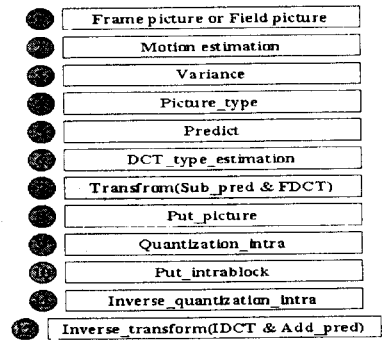 Frame picture or Field picture
Motion estimation
Variance
Picture_type
Predict
DCT_type_estimation
Transfrom(Sub_pred & FDCT)
Put_picture
Quantization_intra
Put_intrablock
Inverse_quantization_intra
Inverse_transform(IDCT & Add_pred)